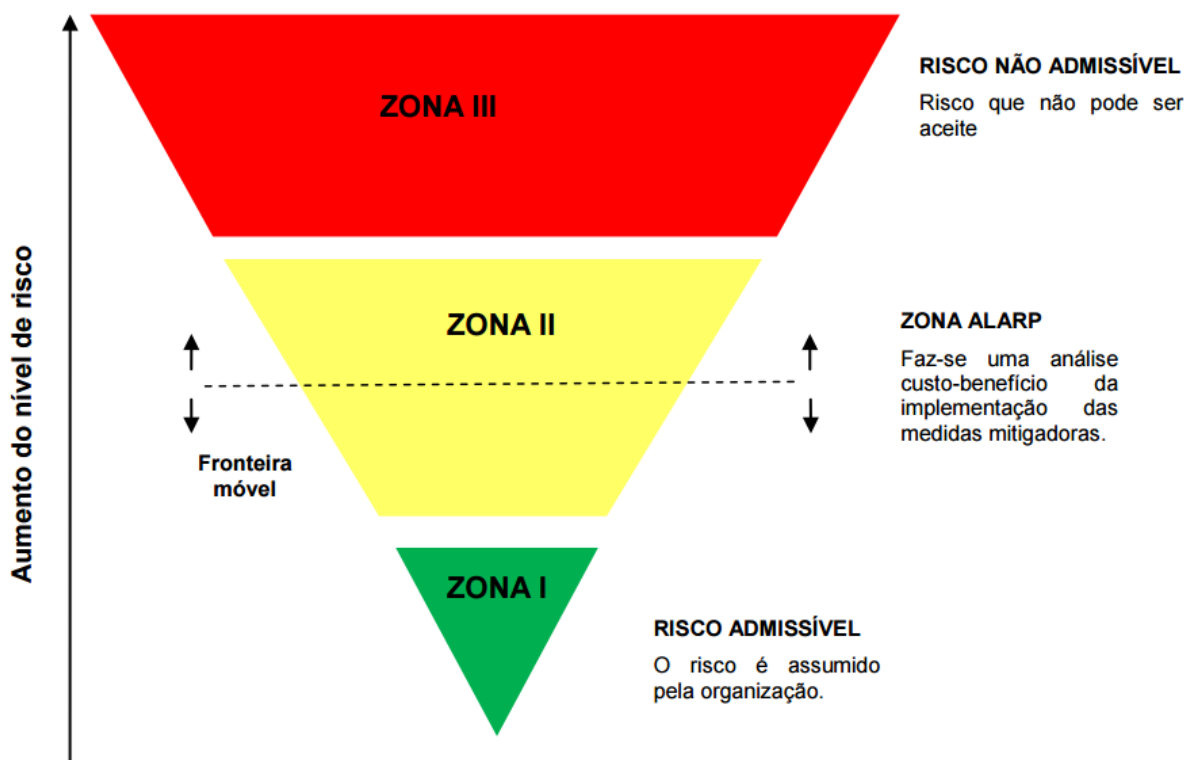 RISCO NÃO ADMISSÍVEL
Risco que não pode ser
aceite
ZONA III
Aumento do nível de risco
ZONA II
ZONA ALARP
Faz-se uma análise
custo-benefício da
implementação das
medidas mitigadoras.
Fronteira
móvel
ZONA I
RISCO ADMISSÍVEL
O risco é assumido
pela organização.